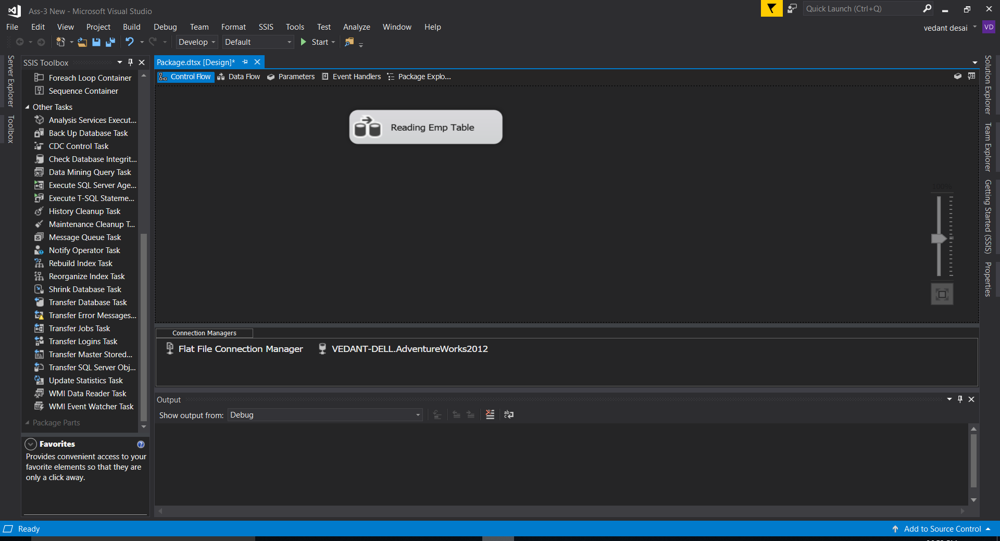 Ass-3 New - Microsoft Visual Studio
Quick Launch (Ctrl+Q)
File Edit View Project Build Debug Team Format SSIS Tools Test Analyze Window Help
vedant desai VD
Develop Default Start
Server Explorer
Toolbox
SSIS Toolbox
Foreach Loop Container
Sequence Container
Other Tasks
Analysis Services Execut...
Back Up Database Task
CDC Control Task
Check Database Integrit...
Data Mining Query Task
Execute SQL Server Age...
Execute T-SQL Stateme...
History Cleanup Task
Maintenance Cleanup T...
Message Queue Task
Notify Operator Task
Rebuild Index Task
Reorganize Index Task
Shrink Database Task
Transfer Database Task
Transfer Error Messages...
Transfer Jobs Task
Transfer Logins Task
Transfer Master Stored...
Transfer SQL Server Obj...
Update Statistics Task
WMI Data Reader Task
WMI Event Watcher Task
Package Parts
Favorites
Provides convenient access to your
favorite elements so that they are
only a click away.
Package.dtsx [Design]*
Control Flow Data Flow Parameters Event Handlers Package Explo...
Reading Emp Table
100%
Connection Managers
Flat File Connection Manager VEDANT-DELL.AdventureWorks2012
Output
Show output from: Debug
Solution Explorer
Team Explorer
Getting Started (SSIS)
Properties
Ready
Add to Source Control